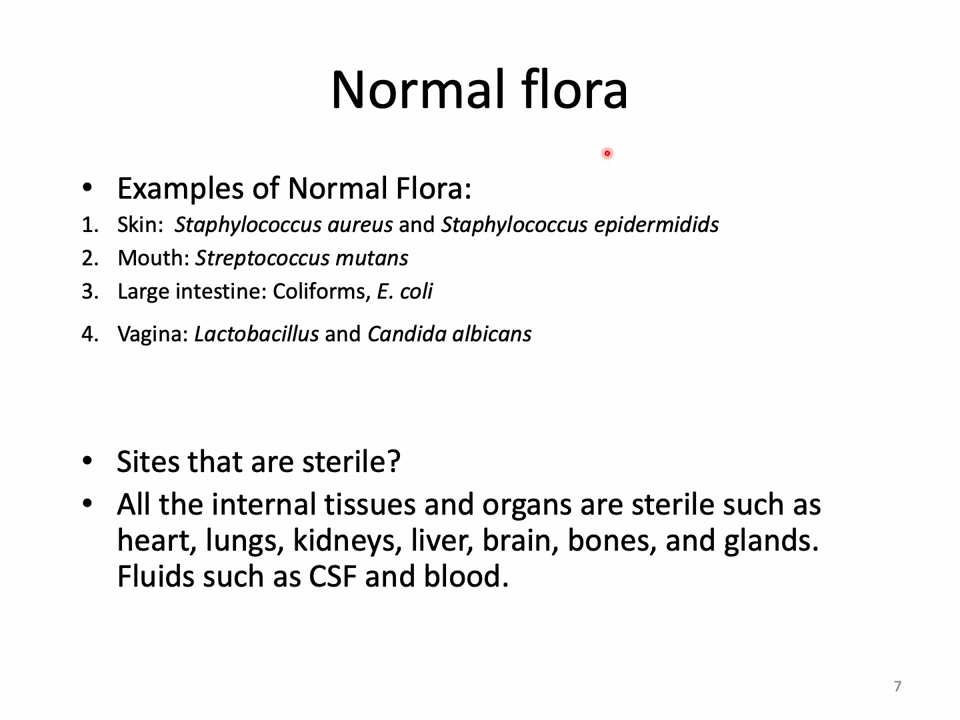 Normal flora
• Examples of Normal Flora:
1. Skin: Staphylococcus aureus and Staphylococcus epidermidids
2. Mouth: Streptococcus mutans
3. Large intestine: Coliforms, E. coli
4. Vagina: Lactobacillus and Candida albicans
• Sites that are sterile?
• All the internal tissues and organs are sterile such as
heart, lungs, kidneys, liver, brain, bones, and glands.
Fluids such as CSF and blood.
7